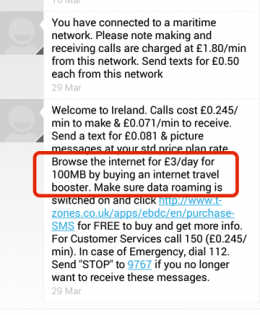 10 Mar
You have connected to a maritime
network. Please note making and
receiving calls are charged at £1.80/min
from this network. Send texts for £0.50
each from this network
29 Mar
Welcome to Ireland. Calls cost £0.245/
min to make & £0.071/min to receive.
Send a text for £0.081 & picture
messages at your std price plan rate.
Browse the internet for £3/day for
100MB by buying an internet travel
booster. Make sure data roaming is
switched on and click http://www.t-
zones.co.uk/apps/ebdc/en/purchase-
SMS for FREE to buy and get more info.
For Customer Services call 150 (£0.245/
min). In case of Emergency, dial 112.
Send "STOP" to 9767 if you no longer
want to receive these messages.
29 Mar